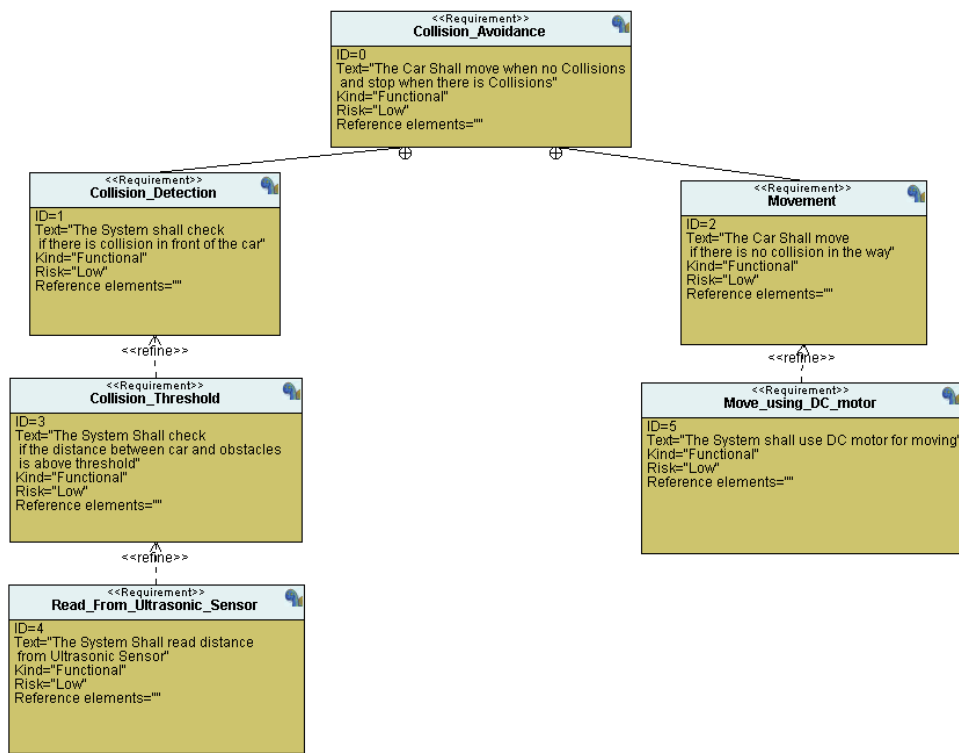 <<Requirement>>
Collision_Avoidance
ID=0
Text="The Car Shall move when no Collisions
and stop when there is Collisions"
Kind="Functional"
Risk="Low"
Reference elements=""
<<Requirement>>
Collision_Detection
ID=1
Text="The System shall check
if there is collision in front of the car"
Kind="Functional"
Risk="Low"
Reference elements=""
<<Requirement>>
Movement
ID=2
Text="The Car Shall move
if there is no collision in the way"
Kind="Functional"
Risk="Low"
Reference elements=""
<<refine>>
<<refine>>
<<Requirement>>
Collision_Threshold
ID=3
Text="The System Shall check
if the distance between car and obstacles
is above threshold"
Kind="Functional"
Risk="Low"
Reference elements=""
<<Requirement>>
Move_using_DC_motor
ID=5
Text="The System shall use DC motor for moving"
Kind="Functional"
Risk="Low"
Reference elements=""
<<refine>>
<<Requirement>>
Read_From_Ultrasonic_Sensor
ID=4
Text="The System Shall read distance
from Ultrasonic Sensor"
Kind="Functional"
Risk="Low"
Reference elements=""